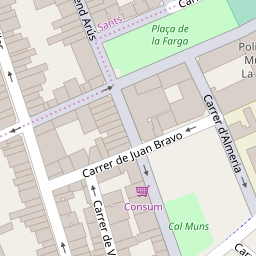 end Arús
Sants
Plaça de
la Farga
Poli
Mu
La
Carrer d'Almeria
Carrer de Juan Bravo
Consum
Carrer de V
Cal Muns